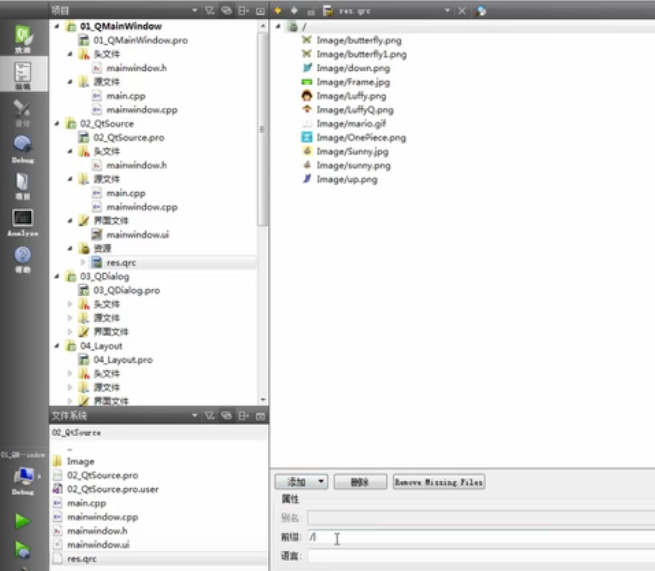 项目
res.qrc
欢迎
编辑
设计
Debug
项目
Analyze
帮助
01_QMainWindow
01_QMainWindow.pro
头文件
mainwindow.h
源文件
main.cpp
mainwindow.cpp
02_QtSource
02_QtSource.pro
头文件
mainwindow.h
源文件
main.cpp
mainwindow.cpp
界面文件
mainwindow.ui
资源
res.qrc
03_QDialog
03_QDialog.pro
头文件
源文件
界面文件
04_Layout
04_Layout.pro
头文件
源文件
界面文件
/
Image/butterfly.png
Image/butterfly1.png
Image/down.png
Image/Frame.jpg
Image/Luffy.png
Image/LuffyQ.png
Image/mario.gif
Image/OnePiece.png
Image/Sunny.jpg
Image/sunny.png
Image/up.png
文件系统
02_QtSource
..
Image
02_QtSource.pro
02_QtSource.pro.user
main.cpp
mainwindow.cpp
mainwindow.h
mainwindow.ui
res.qrc
Debug
添加
删除
Remove Missing Files
属性
别名:
前缀: /
语言: